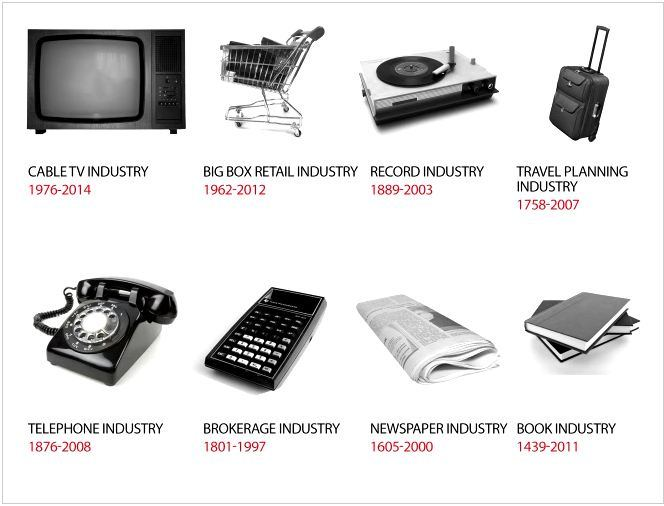 CABLE TV INDUSTRY
1976-2014
BIG BOX RETAIL INDUSTRY
1962-2012
RECORD INDUSTRY
1889-2003
TRAVEL PLANNING
INDUSTRY
1758-2007
TELEPHONE INDUSTRY
1876-2008
BROKERAGE INDUSTRY
1801-1997
NEWSPAPER INDUSTRY
1605-2000
BOOK INDUSTRY
1439-2011